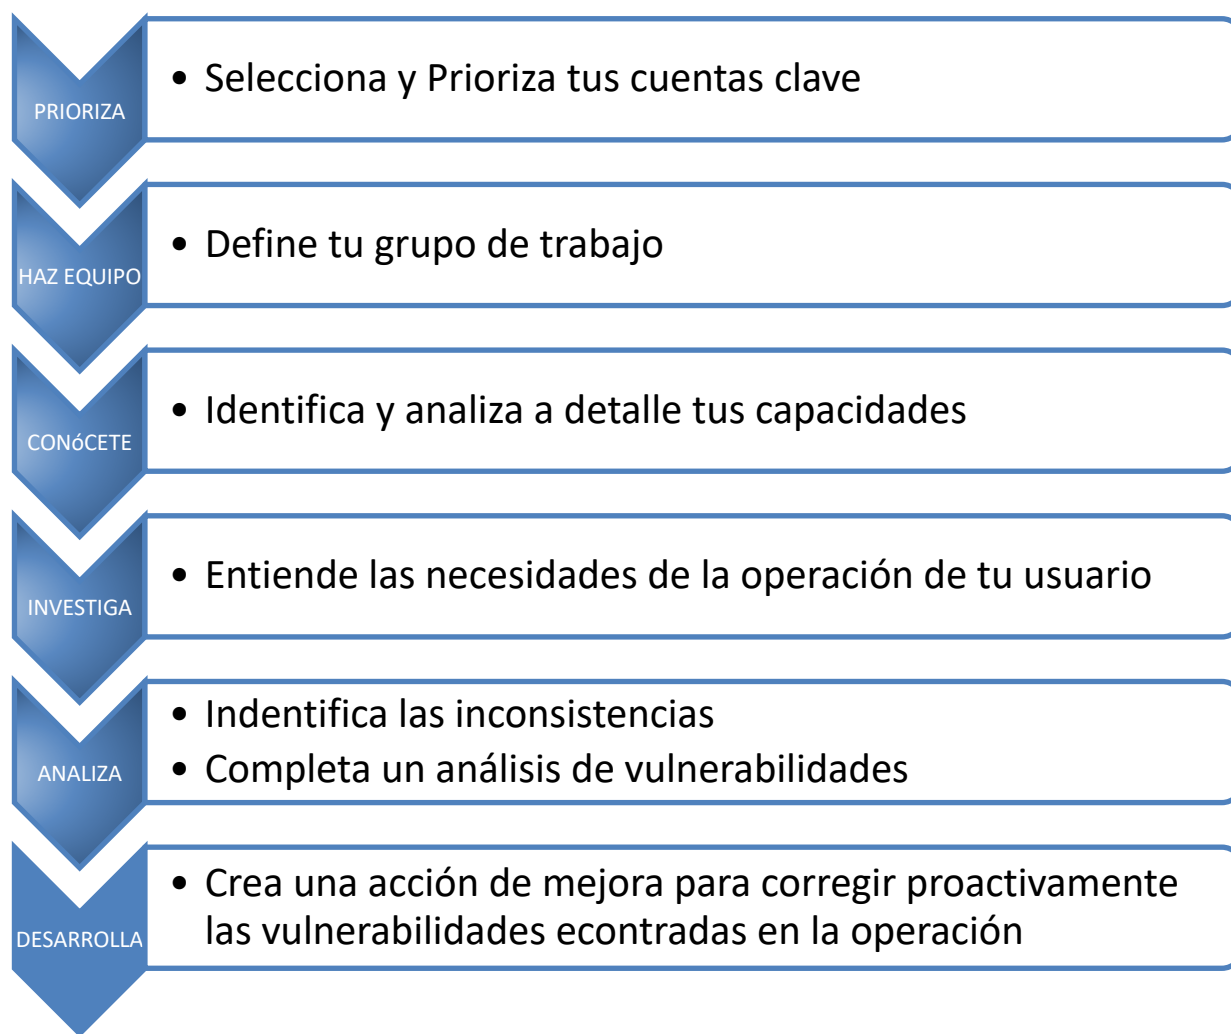 PRIORIZA
• Selecciona y Prioriza tus cuentas clave
HAZ EQUIPO
• Define tu grupo de trabajo
CONóCETE
• Identifica y analiza a detalle tus capacidades
INVESTIGA
• Entiende las necesidades de la operación de tu usuario
ANALIZA
• Indentifica las inconsistencias
• Completa un análisis de vulnerabilidades
DESARROLLA
• Crea una acción de mejora para corregir proactivamente
las vulnerabilidades econtradas en la operación